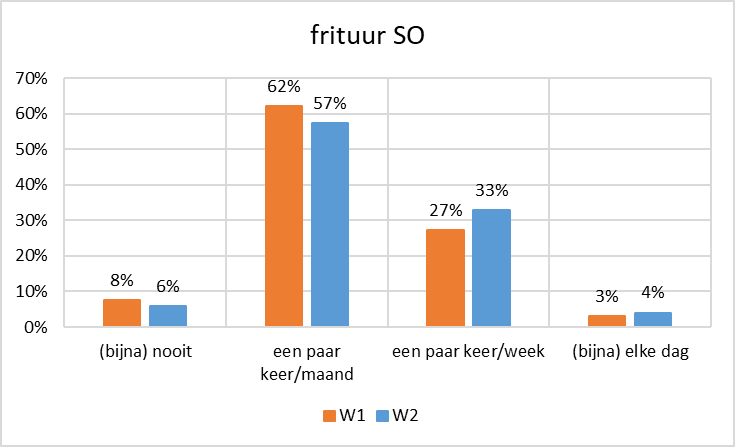 frituur SO
70%
60%
50%
40%
30%
20%
10%
0%
8%
6%
62%
57%
27%
33%
3%
4%
(bijna) nooit
een paar
keer/maand
een paar keer/week
(bijna) elke dag
W1
W2